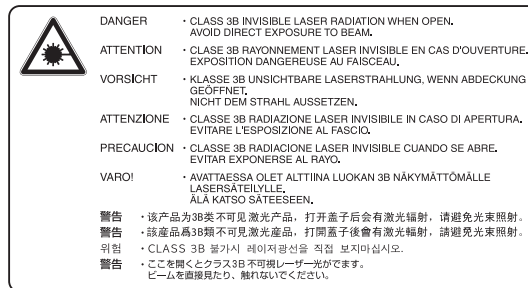 DANGER ・CLASS 3B INVISIBLE LASER RADIATION WHEN OPEN.
AVOID DIRECT EXPOSURE TO BEAM.
ATTENTION ・CLASE 3B RAYONNEMENT LASER INVISIBLE EN CAS D'OUVERTURE.
EXPOSITION DANGEREUSE AU FAISCEAU.
VORSICHT ・KLASSE 3B UNSICHTBARE LASERSTRAHLUNG, WENN ABDECKUNG
GEÖFFNET.
NICHT DEM STRAHL AUSSETZEN.
ATTENZIONE ・CLASSE 3B RADIAZIONE LASER INVISIBILE IN CASO DI APERTURA.
EVITARE L'ESPOSIZIONE AL FASCIO.
PRECAUCION ・CLASSE 3B RADIACIONE LASER INVISIBLE CUANDO SE ABRE.
EVITAR EXPONERSE AL RAYO.
VARO! ・AVATTAESSA OLET ALTTIINA LUOKAN 3B NÄKYMÄTTÖMÄLLE
LASERSÄTEILYLLE.
ÄLÄ KATSO SÄTEESEEN.
警告 ・该产品为3B类不可见激光产品，打开盖子后会有激光辐射，请避免光束照射。
警告 ・該産品爲3B類不可見激光産品，打開蓋子後會有激光輻射，請避免光束照射。
위험 ・CLASS 3B 불가시 레이저광선을 직접 보지마십시오.
警告 ・ここを開くとクラス3B不可視レーザー光がでます。
ビームを直接見たり、触れないでください。